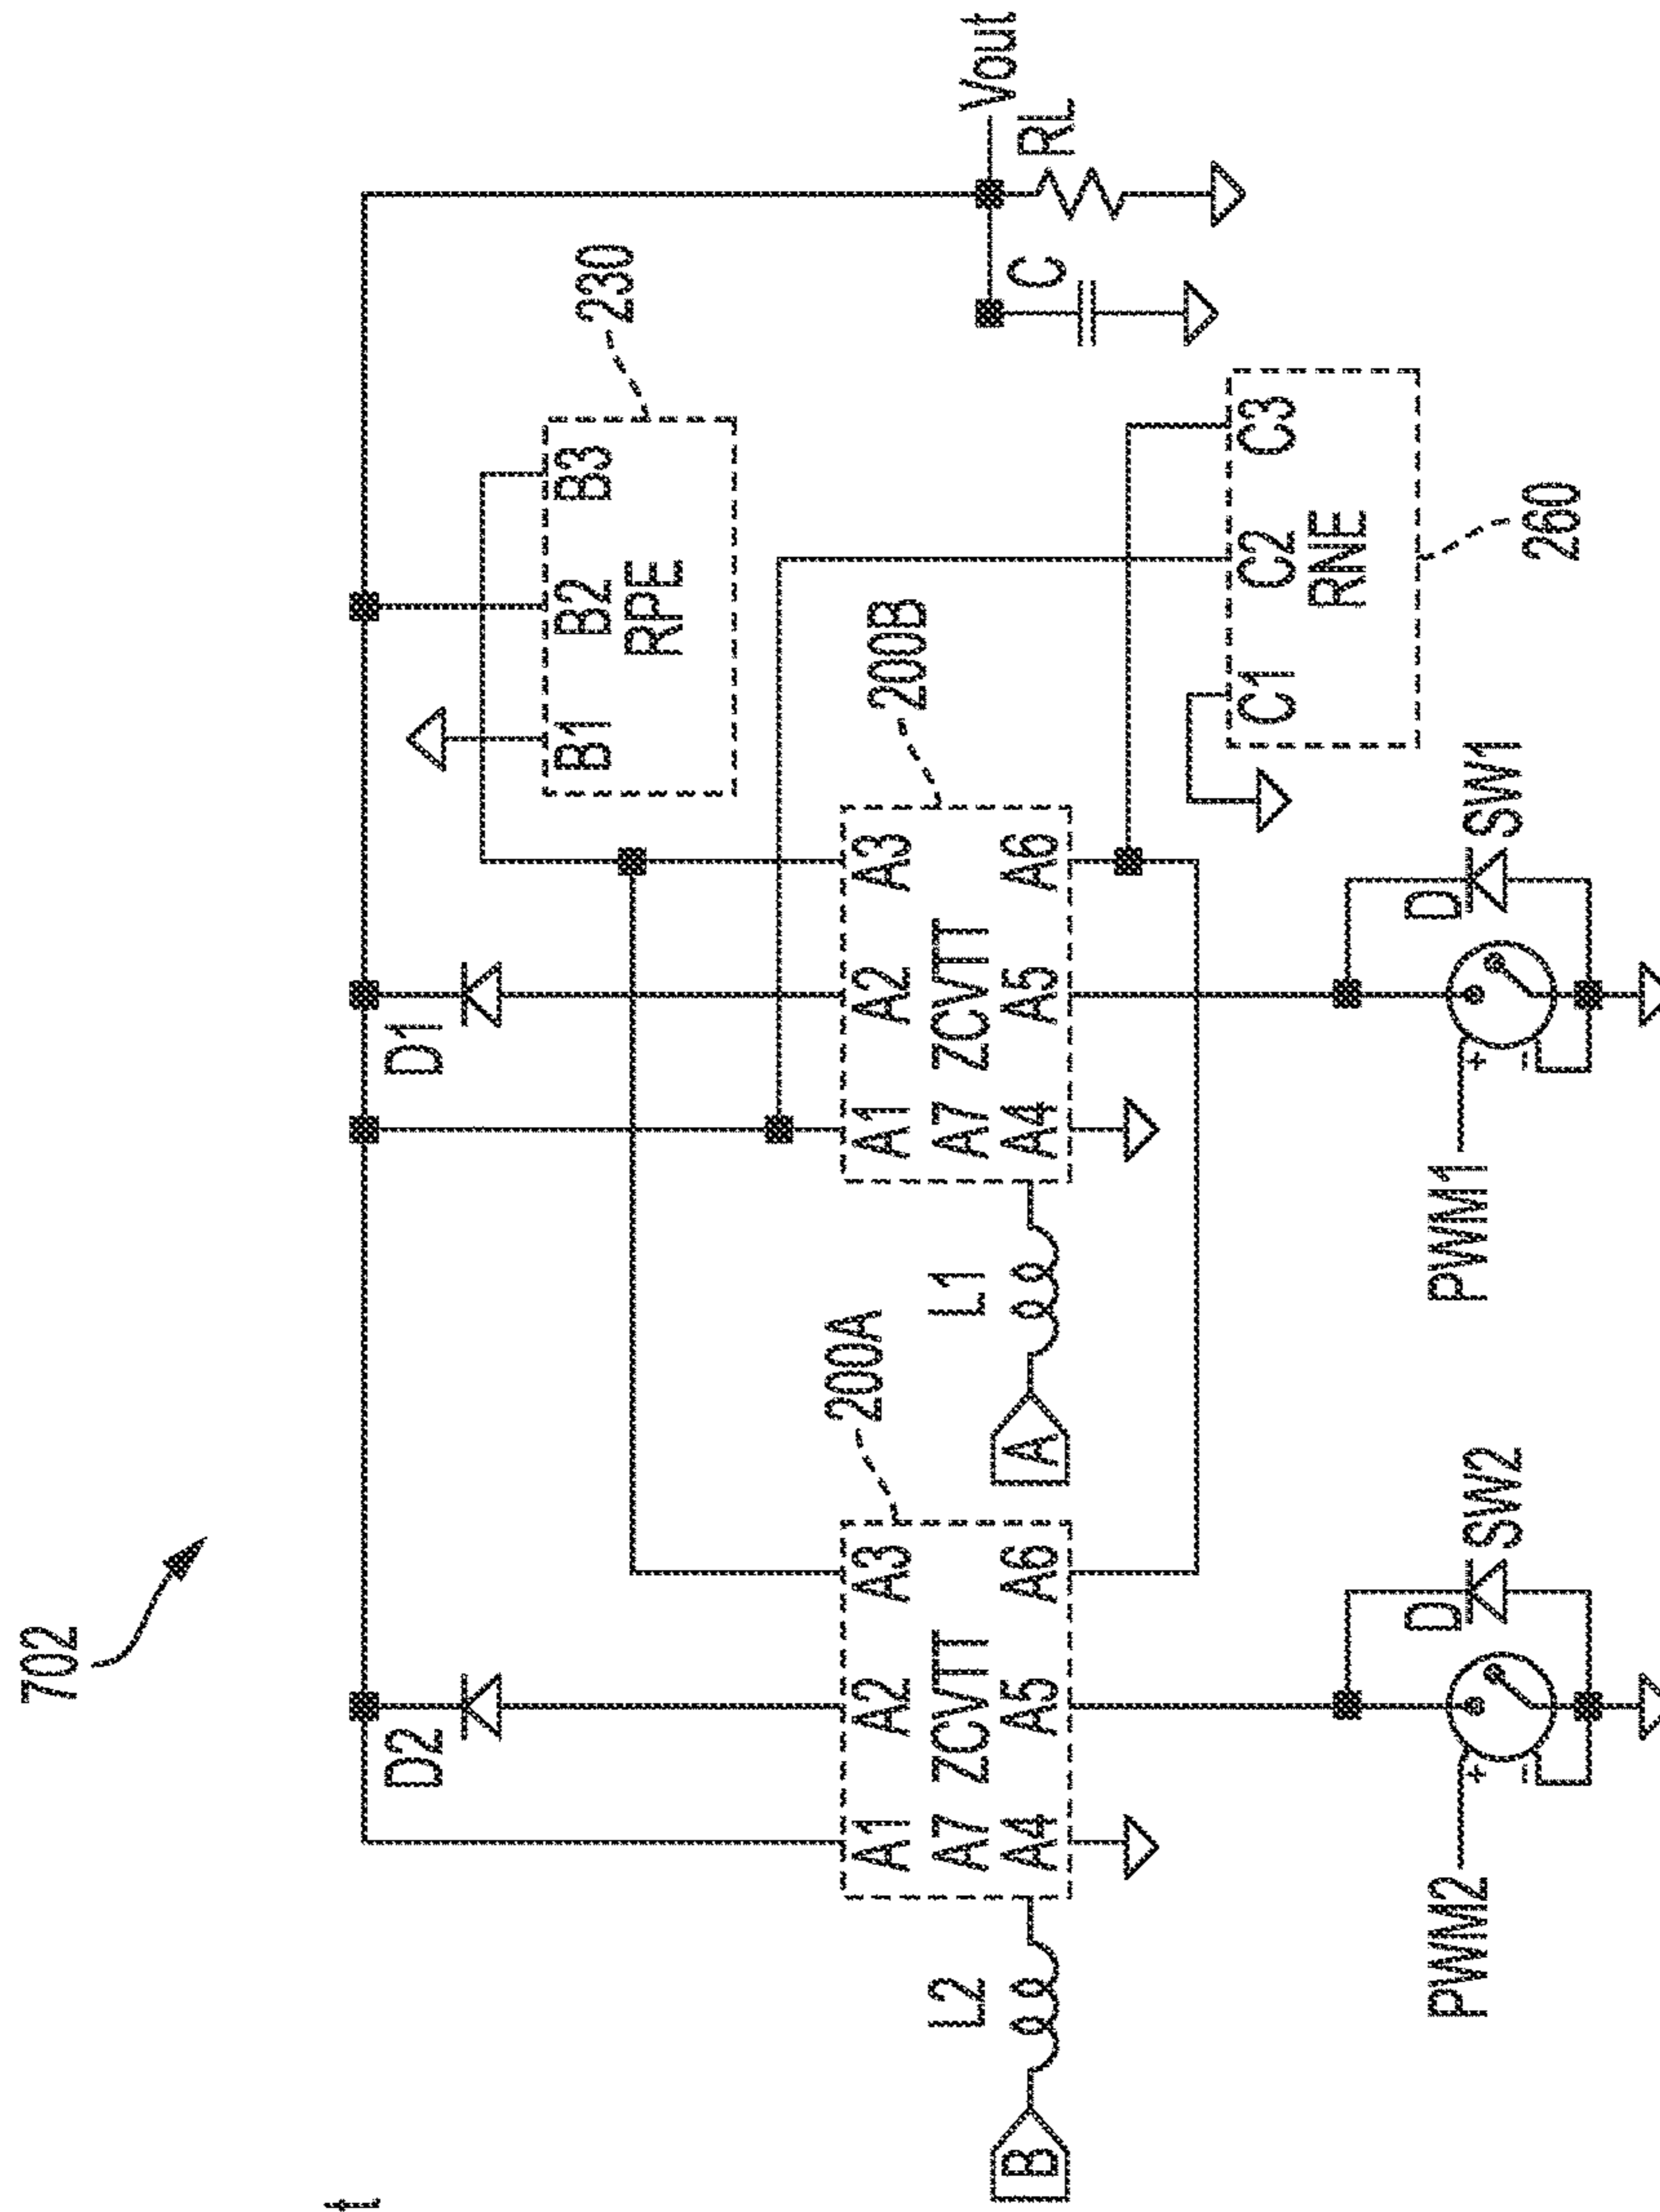 702
D2
D1
B1 B2 B3
RPE
230
Vout
RL
C
A1 A2 A3
A7 ZCVTT
A4 A5 A6
200A
A1 A2 A3
A7 ZCVTT
A4 A5 A6
200B
B
L2
A
L1
C1 C2 C3
RNE
260
PWM2
+
-
D
SW2
PWM1
+
-
D
SW1